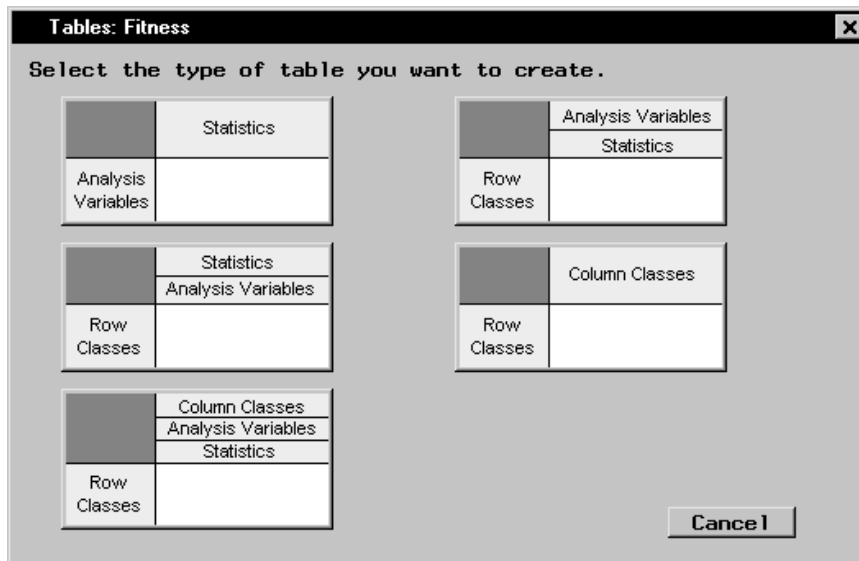 Tables: Fitness
Select the type of table you want to create.
Statistics
Analysis
Variables
Analysis Variables
Statistics
Row
Classes
Statistics
Analysis Variables
Row
Classes
Column Classes
Row
Classes
Column Classes
Analysis Variables
Statistics
Row
Classes
Cancel